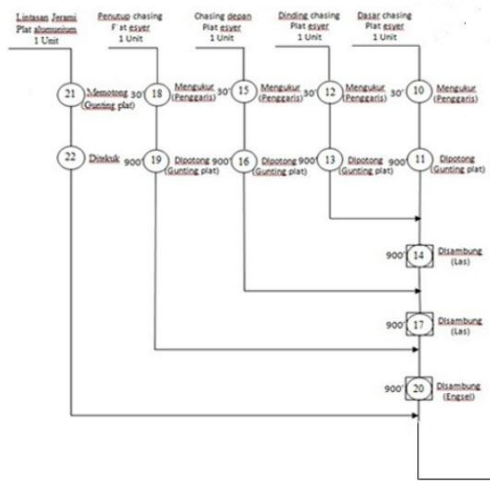 Lintasan Jerami
Plat alumunium
1 Unit
Penutup chasing
F at esyer
1 Unit
Chasing depan
Plat esyer
1 Unit
Dinding chasing
Plat esyer
1 Unit
Dasar chasing
Plat esyer
1 Unit
21 Memotong
(Gunting plat)
30' 18 Mengukur
(Penggaris)
30' 15 Mengukur
(Penggaris)
30' 12 Mengukur
(Penggaris)
30' 10 Mengukur
(Penggaris)
22 Ditekuk
900' 19 Dipotong
(Gunting plat)
900' 16 Dipotong
(Gunting plat)
900' 13 Dipotong
(Gunting plat)
900' 11 Dipotong
(Gunting plat)
900' 14 Disambung
(Las)
900' 17 Disambung
(Las)
900' 20 Disambung
(Engsel)